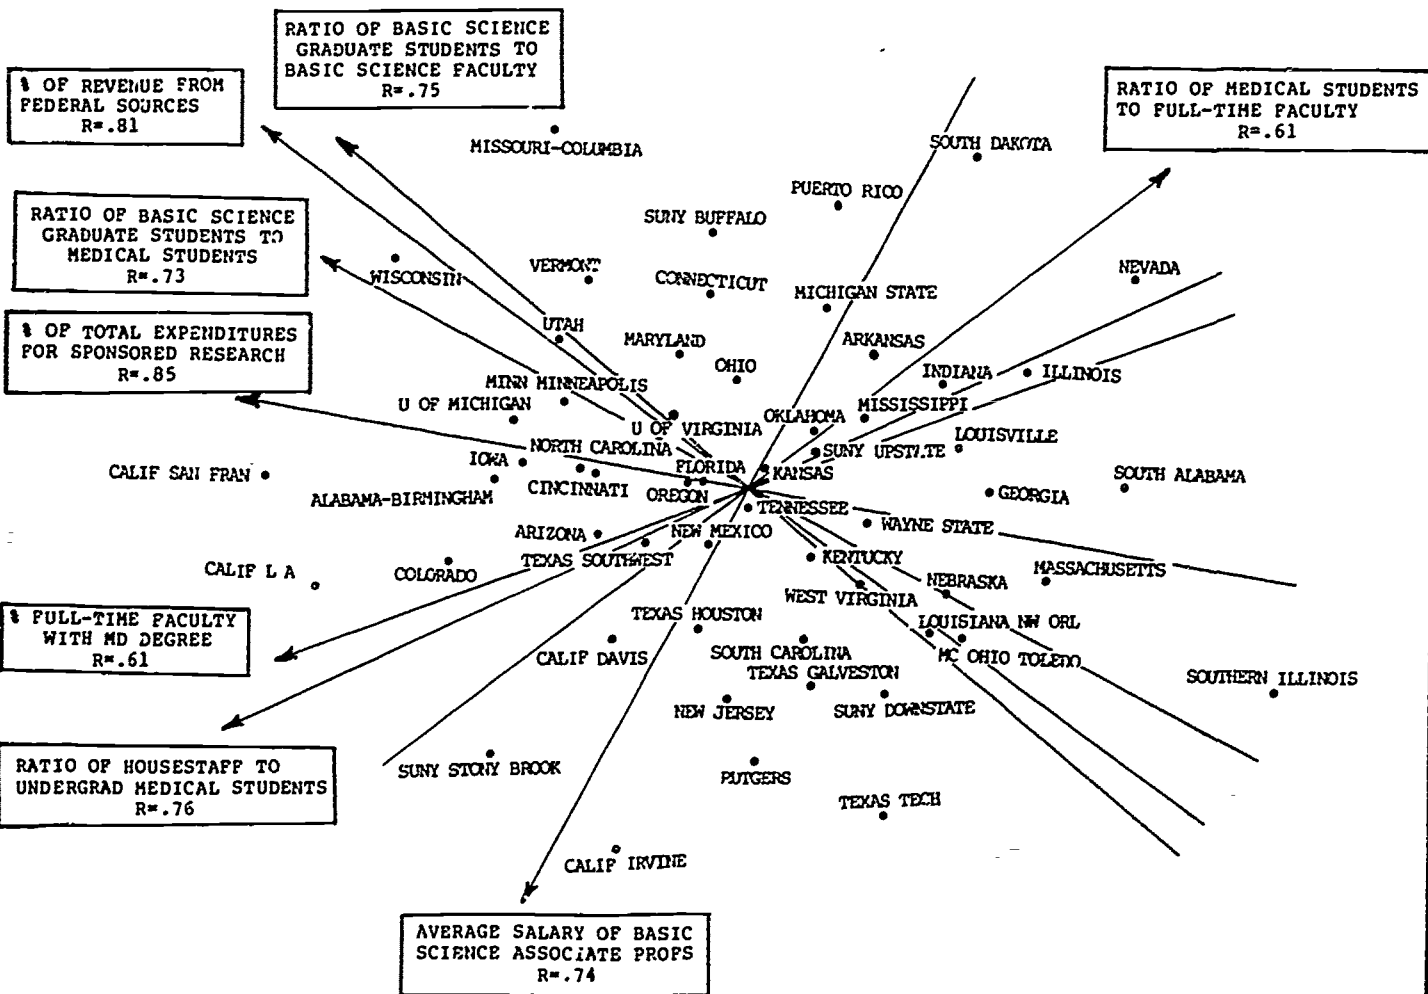 RATIO OF BASIC SCIENCE
GRADUATE STUDENTS TO
BASIC SCIENCE FACULTY
R=.75
% OF REVENUE FROM
FEDERAL SOURCES
R=.81
RATIO OF MEDICAL STUDENTS
TO FULL-TIME FACULTY
R=.61
MISSOURI-COLUMBIA
SOUTH DAKOTA
PUERTO RICO
RATIO OF BASIC SCIENCE
GRADUATE STUDENTS TO
MEDICAL STUDENTS
R=.73
SUNY BUFFALO
WISCONSIN
VERMONT
CONNECTICUT
MICHIGAN STATE
NEVADA
% OF TOTAL EXPENDITURES
FOR SPONSORED RESEARCH
R=.85
UTAH
MARYLAND
OHIO
ARKANSAS
INDIANA
ILLINOIS
MINN MINNEAPOLIS
U OF MICHIGAN
U OF VIRGINIA
OKLAHOMA
MISSISSIPPI
NORTH CAROLINA
SUNY UPSTATE
LOUISVILLE
CALIF SAN FRAN
IOWA
FLORIDA
KANSAS
SOUTH ALABAMA
ALABAMA-BIRMINGHAM
CINCINNATI
OREGON
GEORGIA
TENNESSEE
WAYNE STATE
ARIZONA
NEW MEXICO
TEXAS SOUTHWEST
KENTUCKY
CALIF L A
COLORADO
NEBRASKA
MASSACHUSETTS
WEST VIRGINIA
% FULL-TIME FACULTY
WITH MD DEGREE
R=.61
TEXAS HOUSTON
LOUISIANA NW ORL
CALIF DAVIS
SOUTH CAROLINA
MC OHIO TOLEDO
TEXAS GALVESTON
SOUTHERN ILLINOIS
NEW JERSEY
SUNY DOWNSTATE
RATIO OF HOUSESTAFF TO
UNDERGRAD MEDICAL STUDENTS
R=.76
SUNY STONY BROOK
RUTGERS
TEXAS TECH
CALIF IRVINE
AVERAGE SALARY OF BASIC
SCIENCE ASSOCIATE PROFS
R=.74